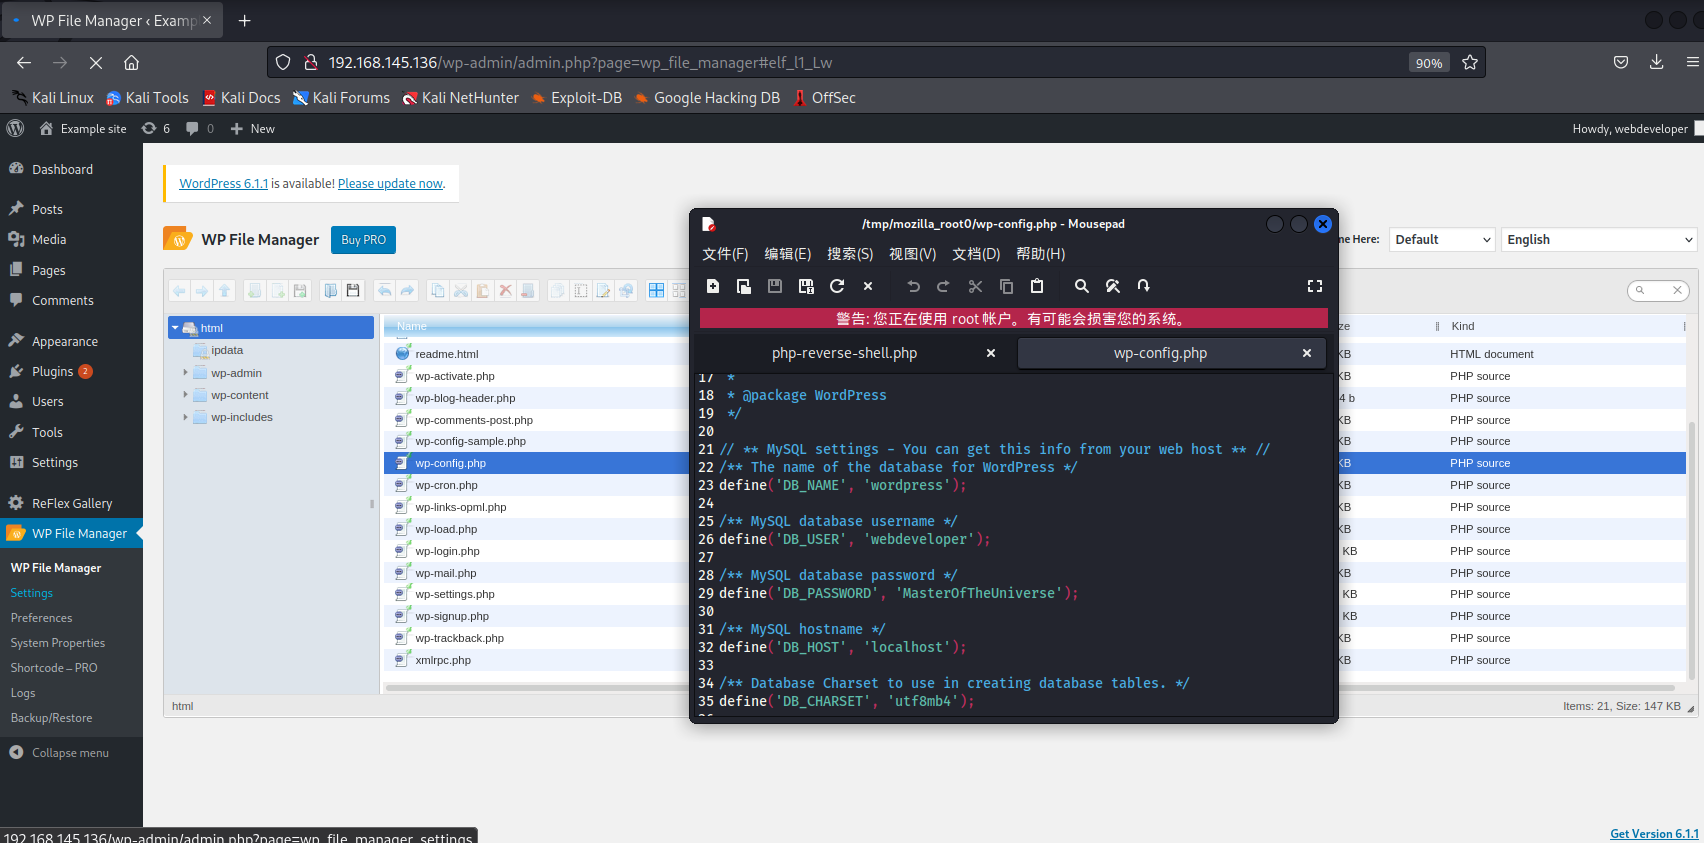 WP File Manager ‹ Examp
192.168.145.136/wp-admin/admin.php?page=wp_file_manager#elf_l1_Lw
90%
Kali Linux
Kali Tools
Kali Docs
Kali Forums
Kali NetHunter
Exploit-DB
Google Hacking DB
OffSec
Example site
6
0
New
Howdy, webdeveloper
Dashboard
Posts
Media
Pages
Comments
Appearance
Plugins 2
Users
Tools
Settings
ReFlex Gallery
WP File Manager
WP File Manager
Settings
Preferences
System Properties
Shortcode – PRO
Logs
Backup/Restore
Collapse menu
WordPress 6.1.1 is available! Please update now.
WP File Manager
Buy PRO
me Here:
Default
English
html
ipdata
wp-admin
wp-content
wp-includes
Name
readme.html
wp-activate.php
wp-blog-header.php
wp-comments-post.php
wp-config-sample.php
wp-config.php
wp-cron.php
wp-links-opml.php
wp-load.php
wp-login.php
wp-mail.php
wp-settings.php
wp-signup.php
wp-trackback.php
xmlrpc.php
/tmp/mozilla_root0/wp-config.php - Mousepad
文件(F) 编辑(E) 搜索(S) 视图(V) 文档(D) 帮助(H)
警告: 您正在使用 root 帐户。有可能会损害您的系统。
php-reverse-shell.php
wp-config.php
17 *
18 * @package WordPress
19 */
20
21 // ** MySQL settings - You can get this info from your web host ** //
22 /** The name of the database for WordPress */
23 define('DB_NAME', 'wordpress');
24
25 /** MySQL database username */
26 define('DB_USER', 'webdeveloper');
27
28 /** MySQL database password */
29 define('DB_PASSWORD', 'MasterOfTheUniverse');
30
31 /** MySQL hostname */
32 define('DB_HOST', 'localhost');
33
34 /** Database Charset to use in creating database tables. */
35 define('DB_CHARSET', 'utf8mb4');
ze Kind
KB HTML document
KB PHP source
4 b PHP source
KB PHP source
KB PHP source
KB PHP source
KB PHP source
KB PHP source
KB PHP source
KB PHP source
KB PHP source
KB PHP source
KB PHP source
KB PHP source
KB PHP source
html
Items: 21, Size: 147 KB
Get Version 6.1.1
192.168.145.136/wp-admin/admin.php?page=wp_file_manager_settings